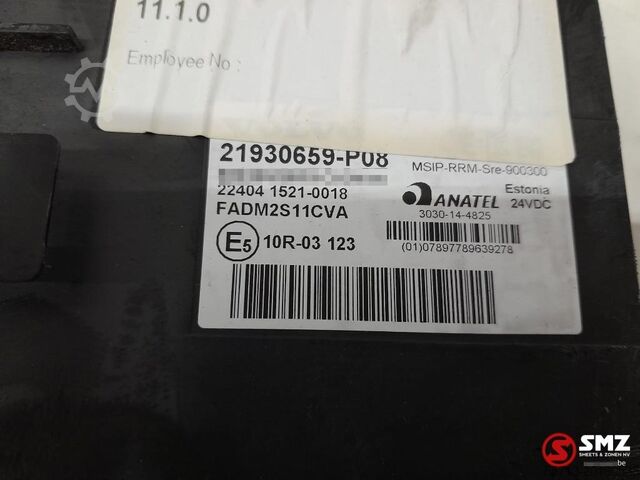 11.1.0
Employee No :
21930659-P08
MSIP-RRM-Sre-900300
22404 1521-0018
ANATEL
Estonia
24VDC
FADM2S11CVA
3030-14-4825
E5 10R-03 123
(01)07897789639278
SMZ
SMEETS & ZONEN NV
.be